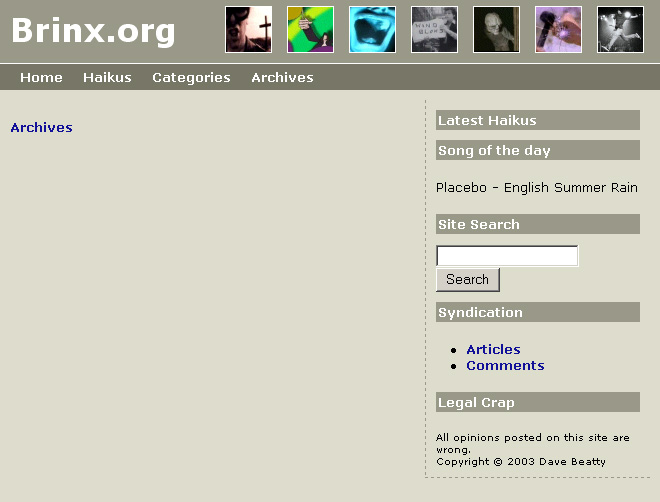 Brinx.org
Home Haikus Categories Archives
Archives
Latest Haikus
Song of the day
Placebo - English Summer Rain
Site Search
Search
Syndication
Articles
Comments
Legal Crap
All opinions posted on this site are
wrong.
Copyright © 2003 Dave Beatty